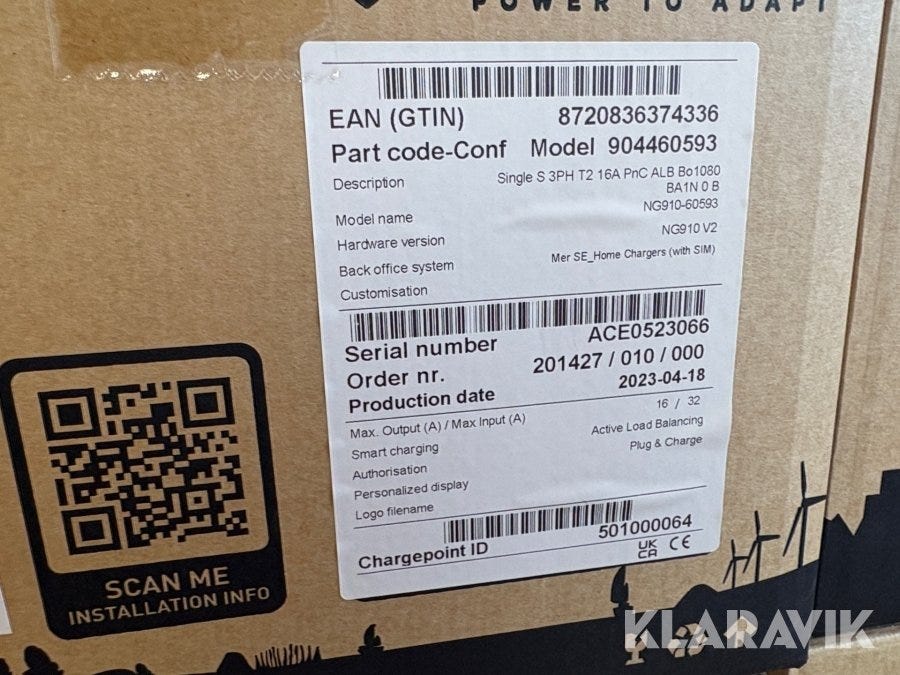 POWER TO ADAPT
EAN (GTIN) 8720836374336
Part code-Conf Model 904460593
Description Single S 3PH T2 16A PnC ALB Bo1080
BA1N 0 B
Model name NG910-60593
Hardware version NG910 V2
Back office system Mer SE_Home Chargers (with SIM)
Customisation
Serial number ACE0523066
Order nr. 201427 / 010 / 000
Production date 2023-04-18
Max. Output (A) / Max Input (A) 16 / 32
Smart charging Active Load Balancing
Authorisation Plug & Charge
Personalized display
Logo filename
Chargepoint ID 501000064
UK CA CE
SCAN ME
INSTALLATION INFO
KLARAVIK